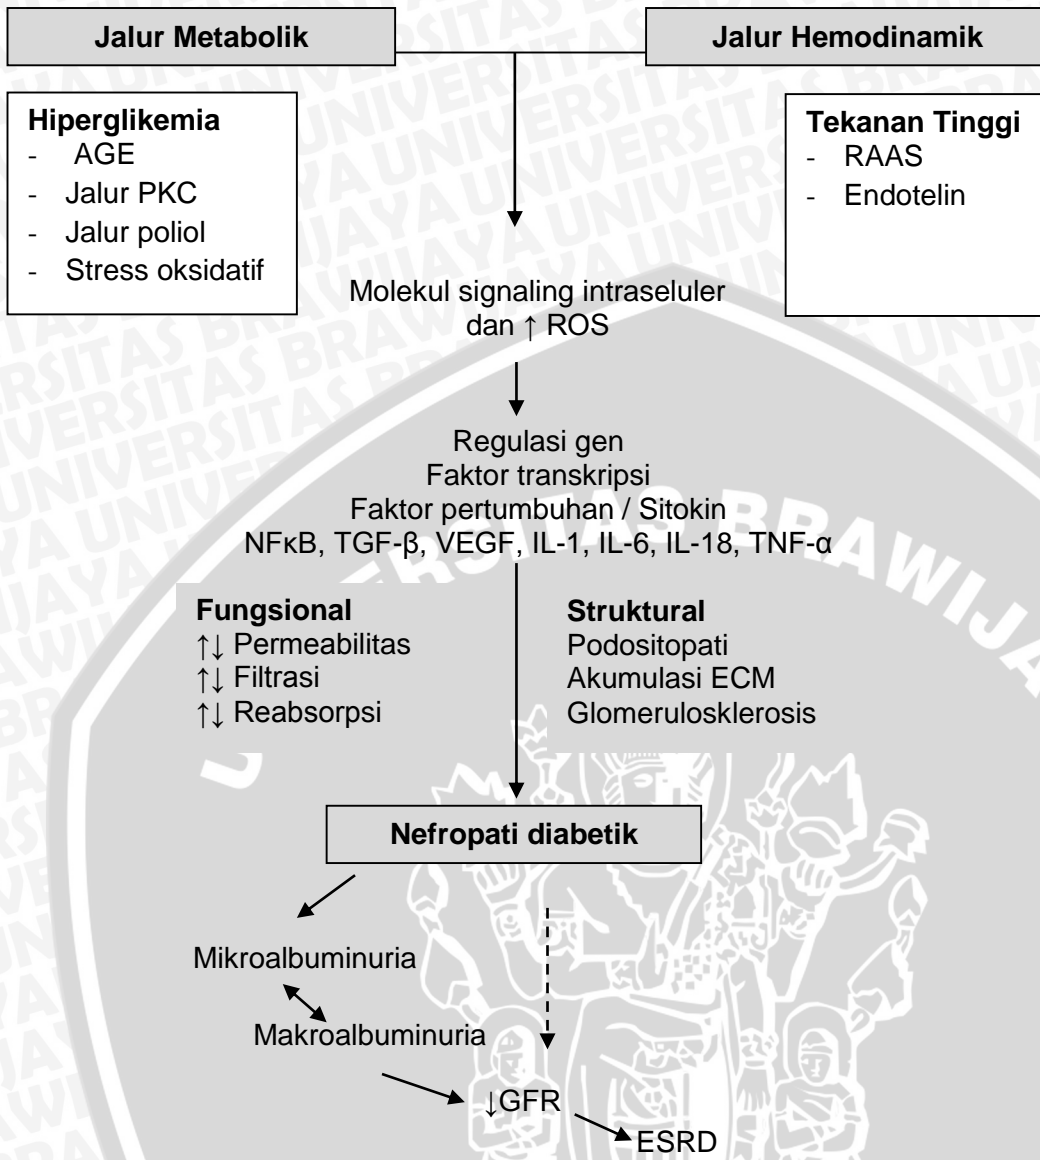 Jalur Metabolik
Jalur Hemodinamik
Hiperglikemia
- AGE
- Jalur PKC
- Jalur poliol
- Stress oksidatif
Tekanan Tinggi
- RAAS
- Endotelin
Molekul signaling intraseluler
dan ↑ ROS
Regulasi gen
Faktor transkripsi
Faktor pertumbuhan / Sitokin
NFκB, TGF-β, VEGF, IL-1, IL-6, IL-18, TNF-α
Fungsional
↑↓ Permeabilitas
↑↓ Filtrasi
↑↓ Reabsorpsi
Struktural
Podositopati
Akumulasi ECM
Glomerulosklerosis
Nefropati diabetik
Mikroalbuminuria
Makroalbuminuria
↓GFR
ESRD